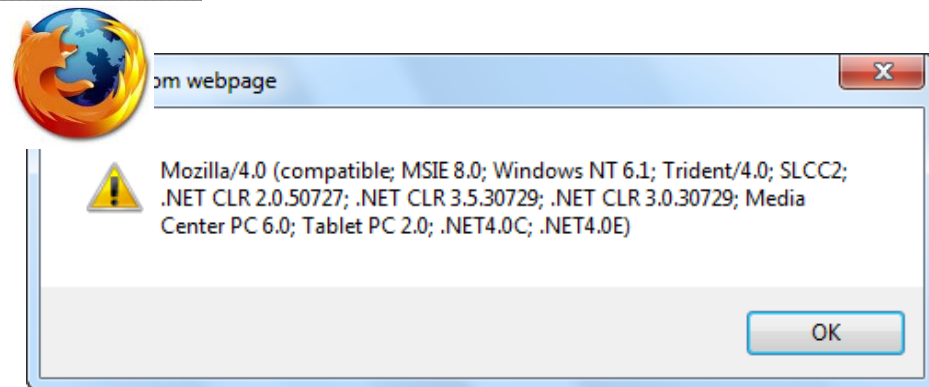 om webpage
Mozilla/4.0 (compatible; MSIE 8.0; Windows NT 6.1; Trident/4.0; SLCC2;
.NET CLR 2.0.50727; .NET CLR 3.5.30729; .NET CLR 3.0.30729; Media
Center PC 6.0; Tablet PC 2.0; .NET4.0C; .NET4.0E)
OK